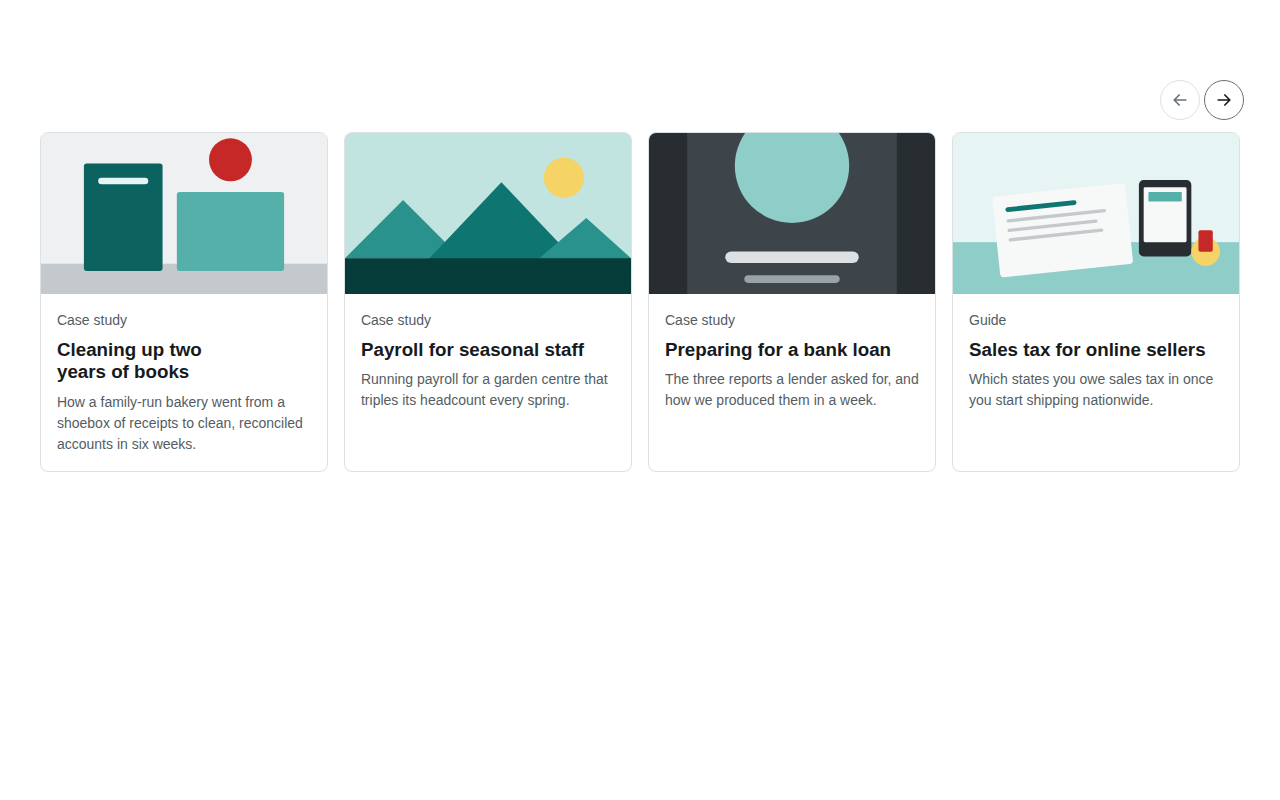 Case study
Cleaning up two
years of books
How a family-run bakery went from a
shoebox of receipts to clean, reconciled
accounts in six weeks.
Case study
Payroll for seasonal staff
Running payroll for a garden centre that
triples its headcount every spring.
Case study
Preparing for a bank loan
The three reports a lender asked for, and
how we produced them in a week.
Guide
Sales tax for online sellers
Which states you owe sales tax in once
you start shipping nationwide.